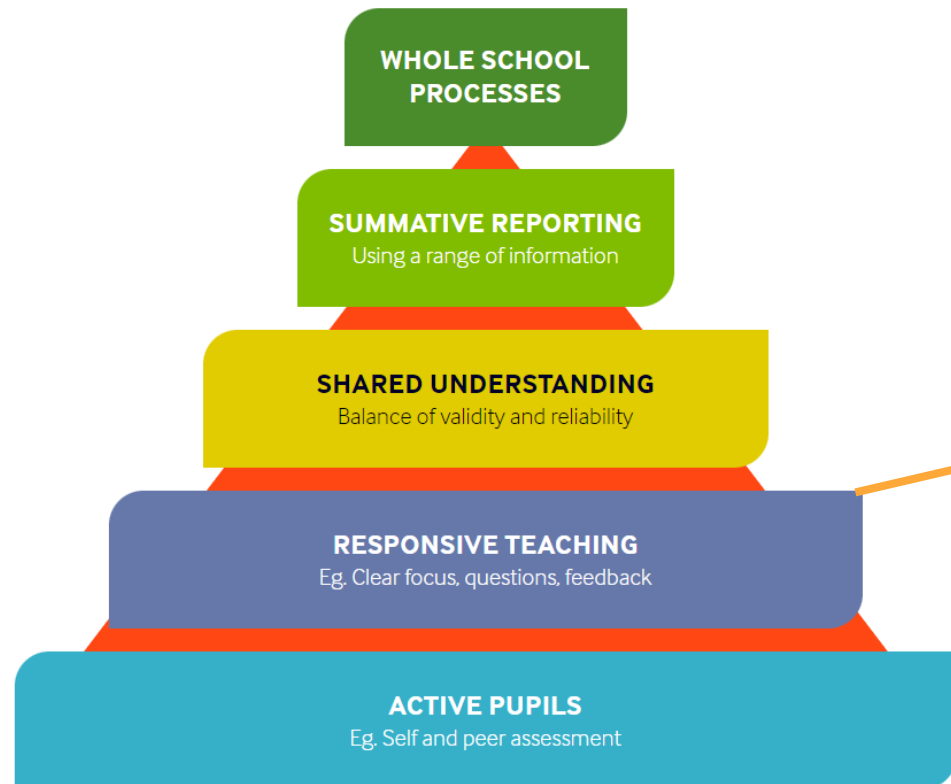 WHOLE SCHOOL
PROCESSES
SUMMATIVE REPORTING
Using a range of information
SHARED UNDERSTANDING
Balance of validity and reliability
RESPONSIVE TEACHING
Eg. Clear focus, questions, feedback
ACTIVE PUPILS
Eg. Self and peer assessment